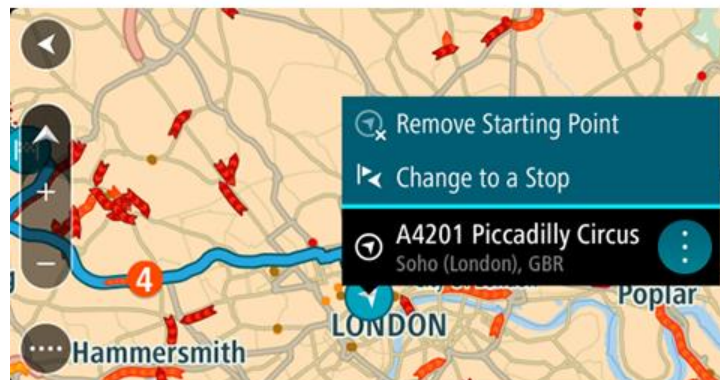 Remove Starting Point
Change to a Stop
A4201 Piccadilly Circus
Soho (London), GBR
4
Poplar
LONDON
Hammersmith